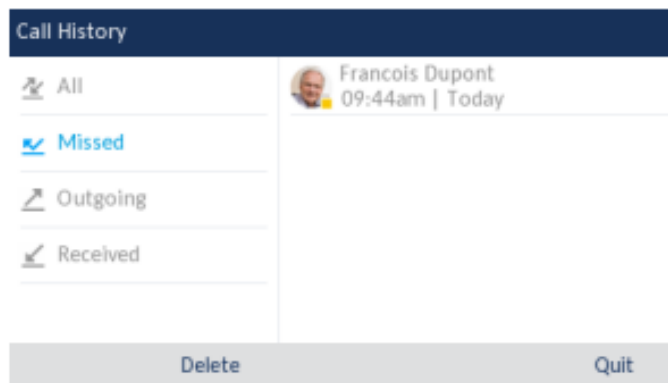 Call History
All
Missed
Outgoing
Received
Francois Dupont
09:44am | Today
Delete
Quit